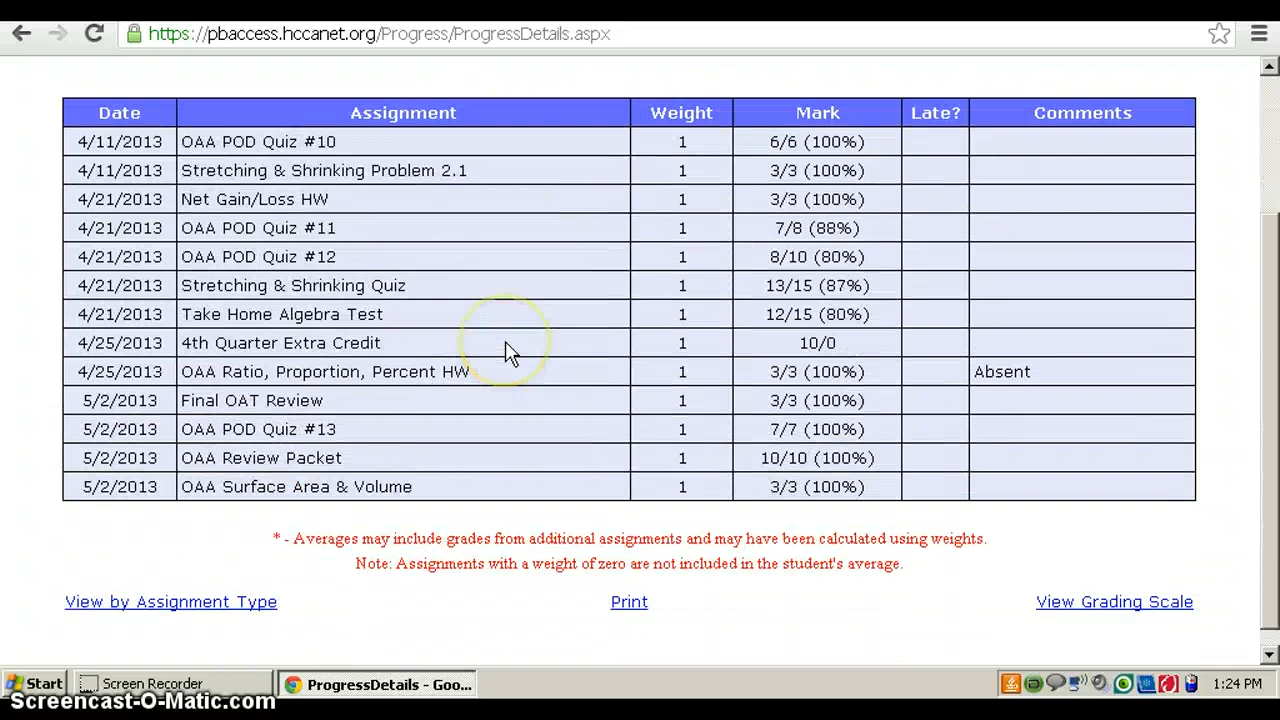 https://pbaccess.hccanet.org/Progress/ProgressDetails.aspx
Date Assignment Weight Mark Late? Comments
4/11/2013 OAA POD Quiz #10 1 6/6 (100%)
4/11/2013 Stretching & Shrinking Problem 2.1 1 3/3 (100%)
4/21/2013 Net Gain/Loss HW 1 3/3 (100%)
4/21/2013 OAA POD Quiz #11 1 7/8 (88%)
4/21/2013 OAA POD Quiz #12 1 8/10 (80%)
4/21/2013 Stretching & Shrinking Quiz 1 13/15 (87%)
4/21/2013 Take Home Algebra Test 1 12/15 (80%)
4/25/2013 4th Quarter Extra Credit 1 10/0
4/25/2013 OAA Ratio, Proportion, Percent HW 1 3/3 (100%) Absent
5/2/2013 Final OAT Review 1 3/3 (100%)
5/2/2013 OAA POD Quiz #13 1 7/7 (100%)
5/2/2013 OAA Review Packet 1 10/10 (100%)
5/2/2013 OAA Surface Area & Volume 1 3/3 (100%)
* - Averages may include grades from additional assignments and may have been calculated using weights.
Note: Assignments with a weight of zero are not included in the student's average.
View by Assignment Type Print View Grading Scale
Start Screen Recorder ProgressDetails - Goo... 1:24 PM
Screencast-O-Matic.com